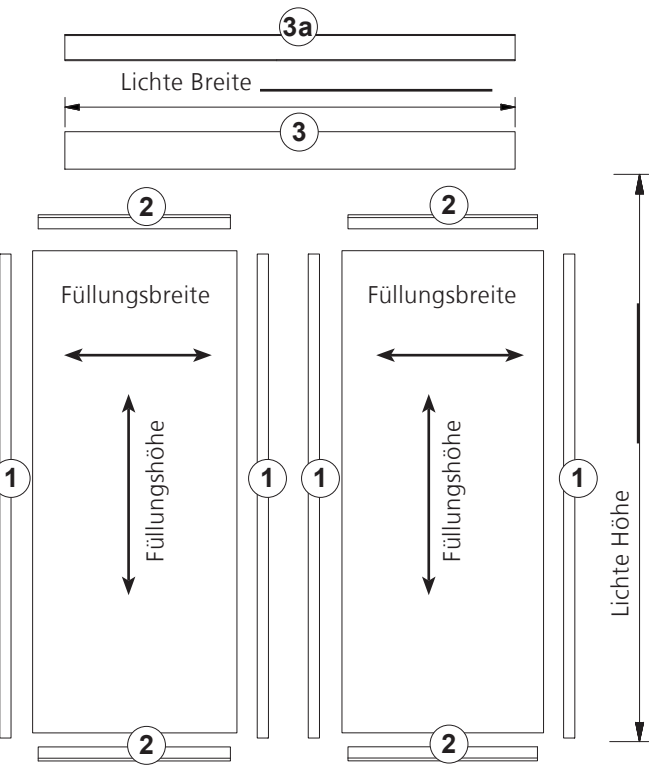 3a
Lichte Breite
3
2
2
Füllungsbreite
Füllungsbreite
Füllungshöhe
Füllungshöhe
1
1
1
1
Lichte Höhe
2
2